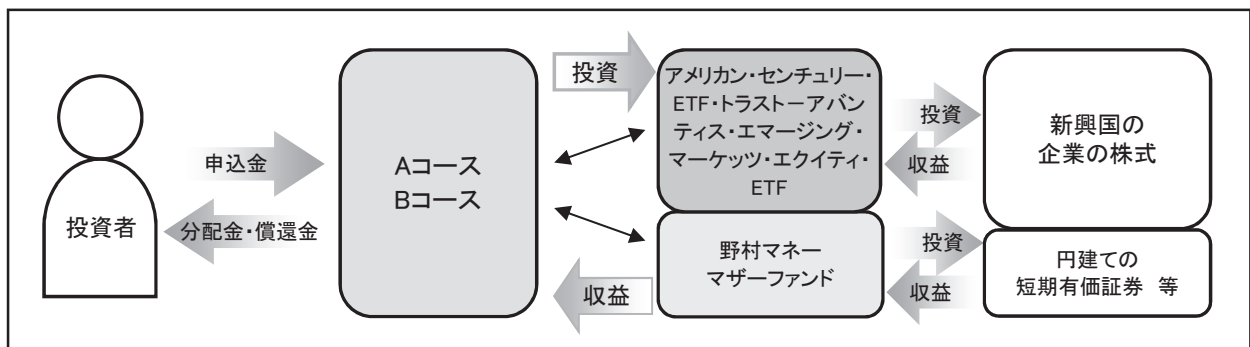 投資者
申込金
分配金・償還金
Aコース
Bコース
投資
収益
アメリカン・センチュリー・
ETF・トラストーアバン
ティス・エマージング・
マーケッツ・エクイティ・
ETF
野村マネー
マザーファンド
投資
収益
投資
収益
新興国の
企業の株式
円建ての
短期有価証券 等